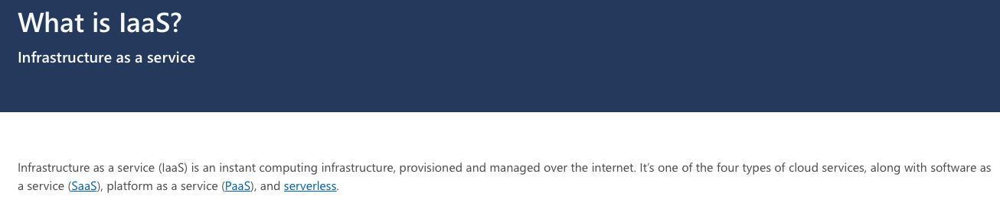 What is IaaS?
Infrastructure as a service
Infrastructure as a service (IaaS) is an instant computing infrastructure, provisioned and managed over the internet. It’s one of the four types of cloud services, along with software as
a service (SaaS), platform as a service (PaaS), and serverless.